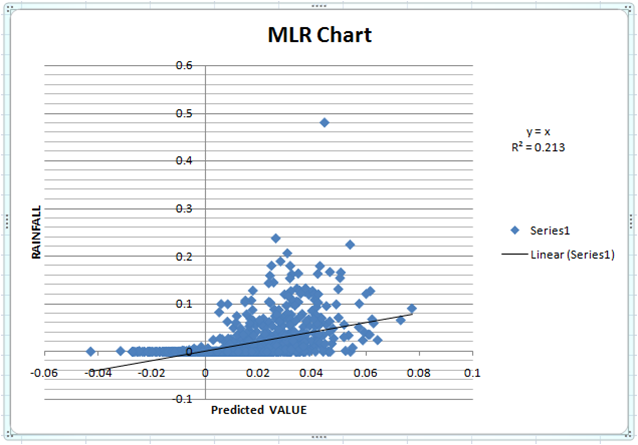 MLR Chart
0.6
0.5
0.4
0.3
0.2
0.1
0
-0.1
-0.06
-0.04
-0.02
0
0.02
0.04
0.06
0.08
0.1
RAINFALL
Predicted VALUE
y = x
R² = 0.213
Series1
Linear (Series1)